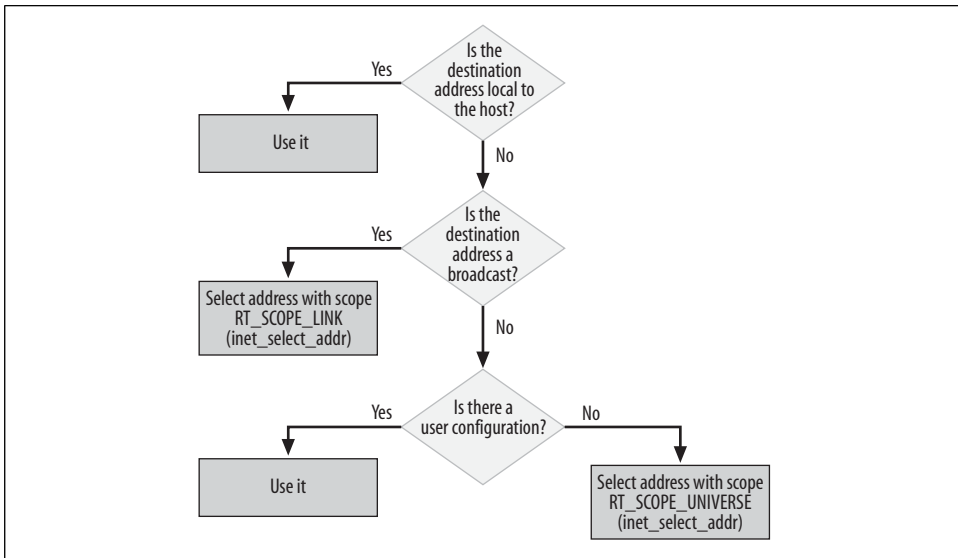 Is the
destination
address local to
the host?
Yes
Use it
No
Is the
destination
address a
broadcast?
Yes
Select address with scope
RT_SCOPE_LINK
(inet_select_addr)
No
Is there a
user configuration?
Yes
No
Use it
Select address with scope
RT_SCOPE_UNIVERSE
(inet_select_addr)